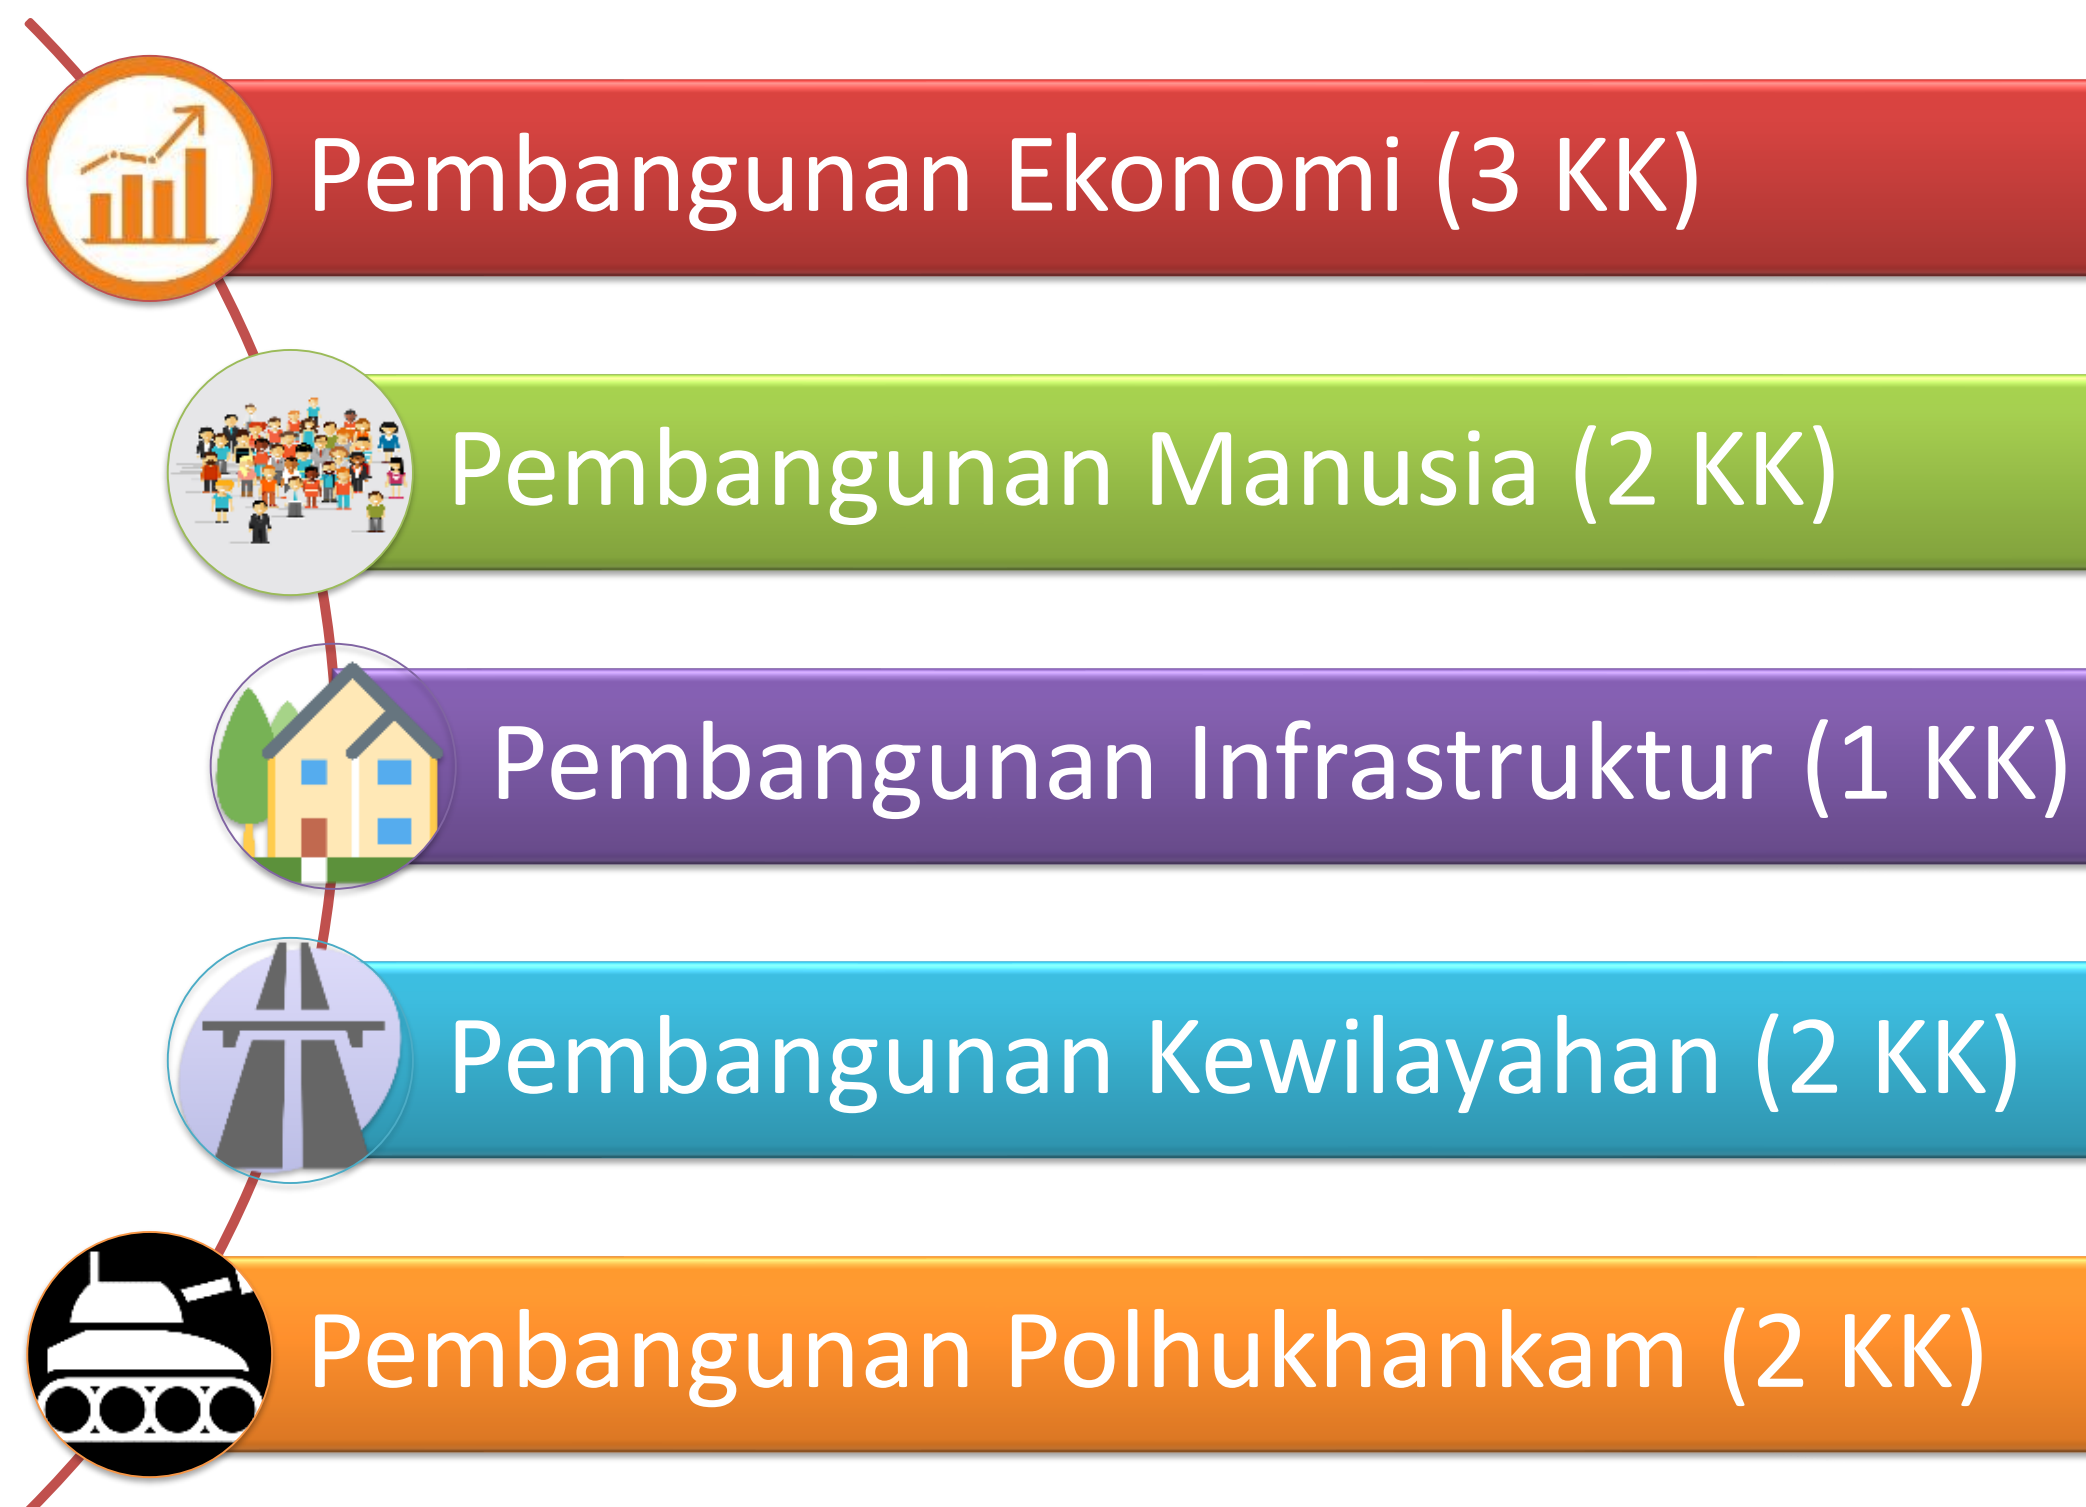 Pembangunan Ekonomi (3 KK)
Pembangunan Manusia (2 KK)
Pembangunan Infrastruktur (1 KK)
Pembangunan Kewilayahan (2 KK)
Pembangunan Polhukhankam (2 KK)